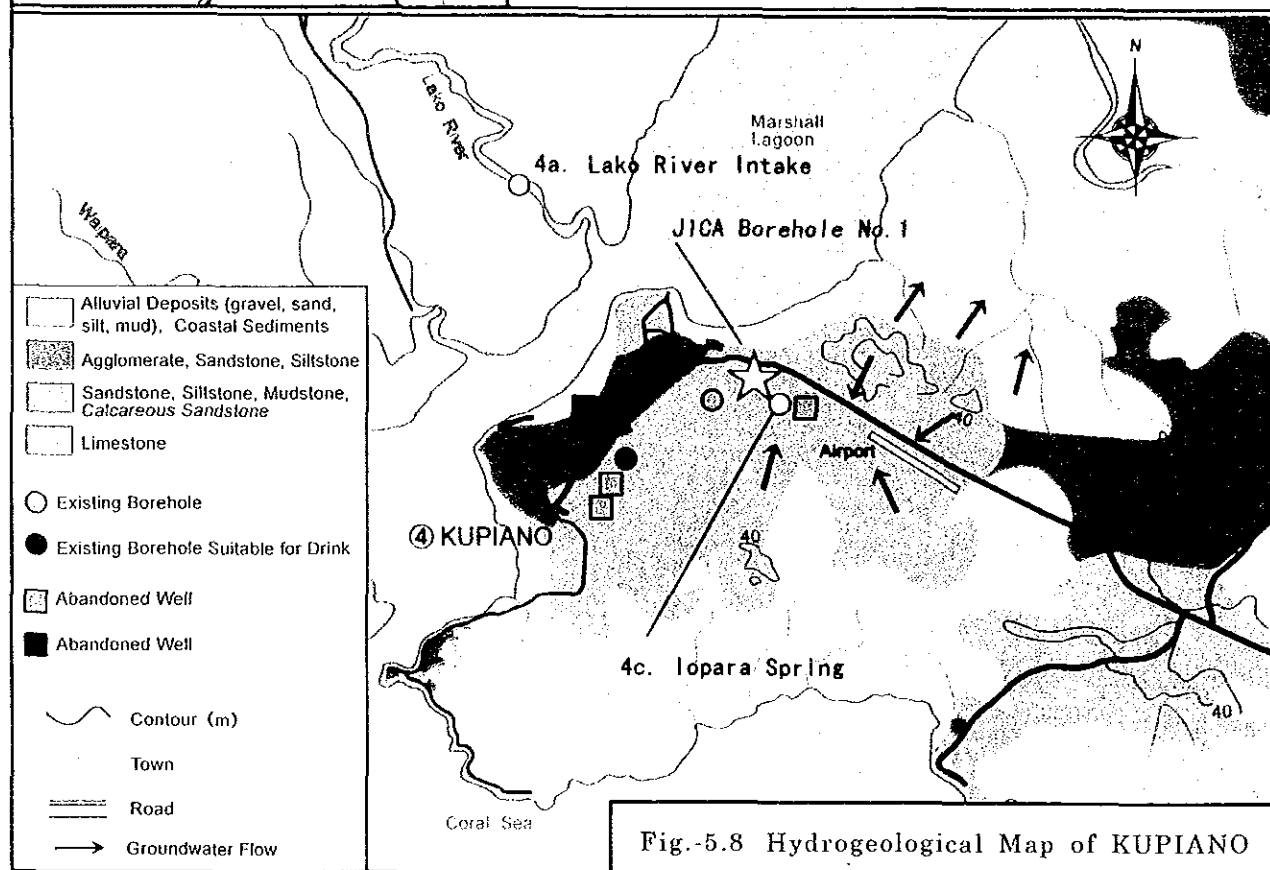 N
Lako River
Marshall
Lagoon
4a. Lako River Intake
Waipara
JICA Borehole No. 1
Alluvial Deposits (gravel, sand,
silt, mud), Coastal Sediments
Agglomerate, Sandstone, Siltstone
Sandstone, Siltstone, Mudstone,
Calcareous Sandstone
Limestone
Existing Borehole
Existing Borehole Suitable for Drink
Abandoned Well
Abandoned Well
Contour (m)
Town
Road
Groundwater Flow
40
Airport
④ KUPIANO
40
4c. Iopara Spring
40
Coral Sea
Fig.-5.8 Hydrogeological Map of KUPIANO